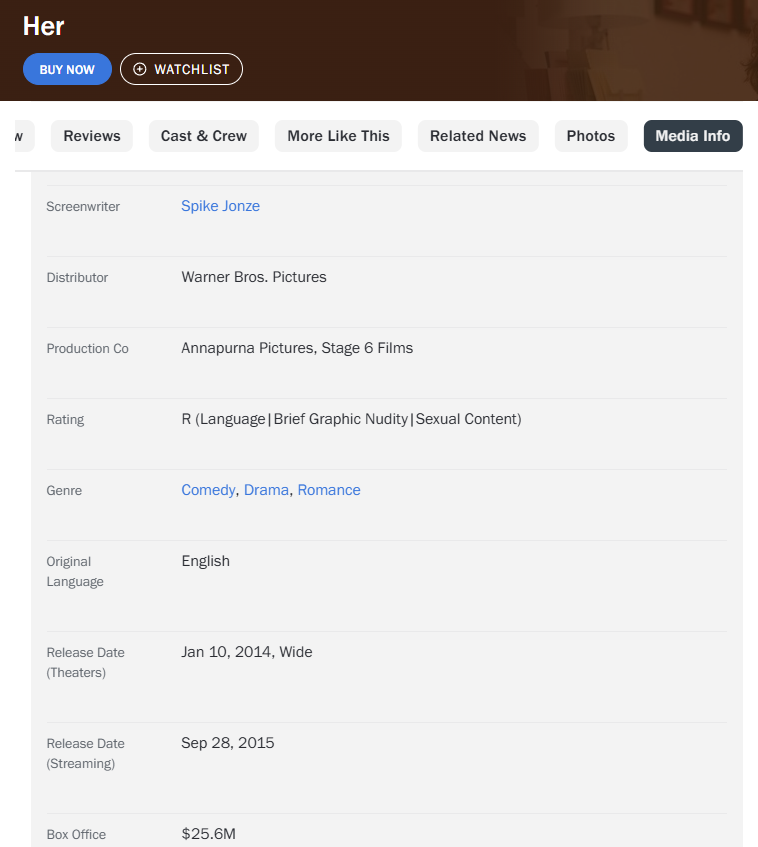 Her
BUY NOW
WATCHLIST
w
Reviews
Cast & Crew
More Like This
Related News
Photos
Media Info
Screenwriter
Spike Jonze
Distributor
Warner Bros. Pictures
Production Co
Annapurna Pictures, Stage 6 Films
Rating
R (Language|Brief Graphic Nudity|Sexual Content)
Genre
Comedy, Drama, Romance
Original
Language
English
Release Date
(Theaters)
Jan 10, 2014, Wide
Release Date
(Streaming)
Sep 28, 2015
Box Office
$25.6M